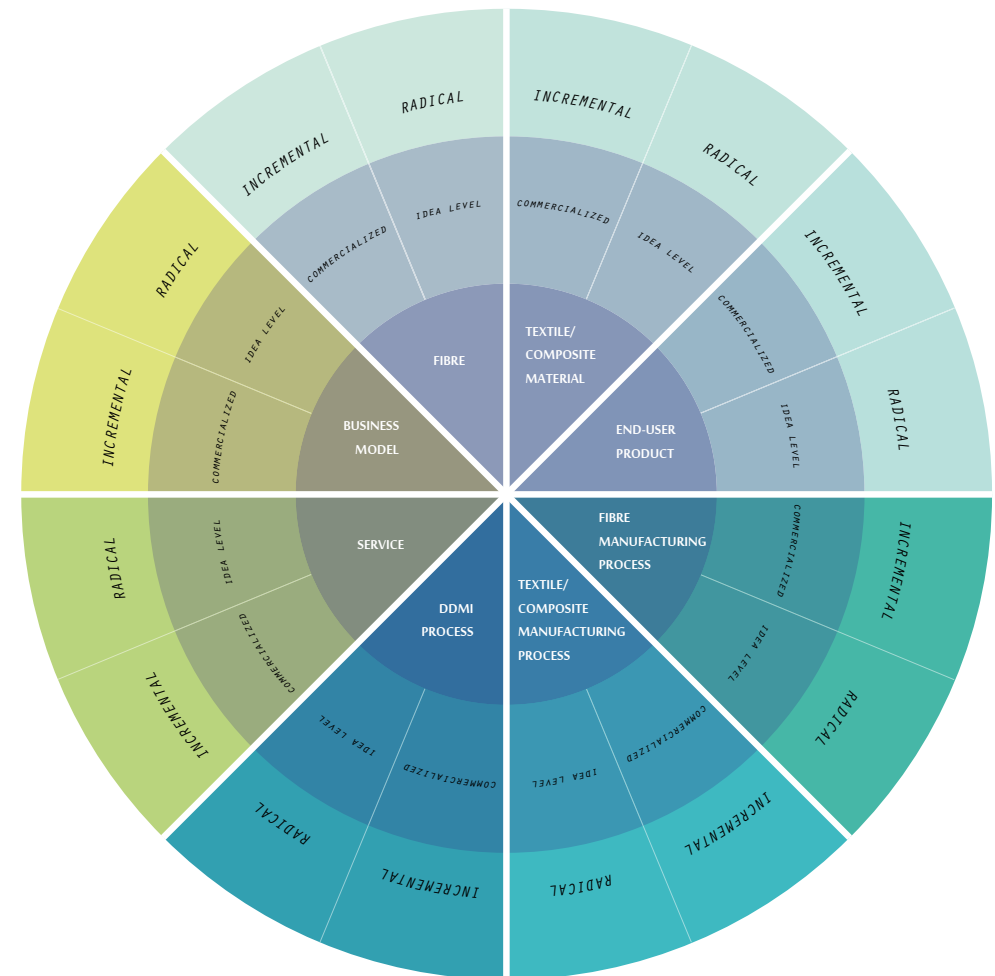 INCREMENTAL
RADICAL
COMMERCIALIZED
IDEA LEVEL
TEXTILE/
COMPOSITE
MATERIAL
INCREMENTAL
RADICAL
COMMERCIALIZED
IDEA LEVEL
END-USER
PRODUCT
INCREMENTAL
RADICAL
COMMERCIALIZED
IDEA LEVEL
FIBRE
MANUFACTURING
PROCESS
INCREMENTAL
RADICAL
COMMERCIALIZED
IDEA LEVEL
TEXTILE/
COMPOSITE
MANUFACTURING
PROCESS
INCREMENTAL
RADICAL
COMMERCIALIZED
IDEA LEVEL
DDMI
PROCESS
INCREMENTAL
RADICAL
COMMERCIALIZED
IDEA LEVEL
SERVICE
INCREMENTAL
RADICAL
COMMERCIALIZED
IDEA LEVEL
BUSINESS
MODEL
INCREMENTAL
RADICAL
COMMERCIALIZED
IDEA LEVEL
FIBRE